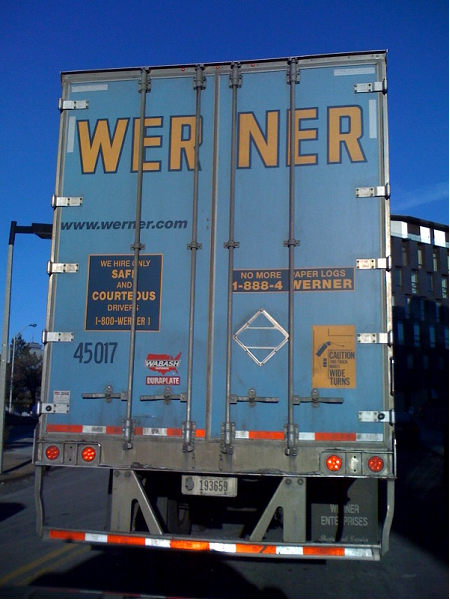 WERNER
www.werner.com
WE HIRE ONLY
SAFE
AND
COURTEOUS
DRIVERS
1-800-WERNER 1
NO MORE PAPER LOGS
1-888-4 WERNER
45017
WABASH
DURAPLATE
CAUTION
WIDE
TURNS
193659
WERNER
ENTERPRISES